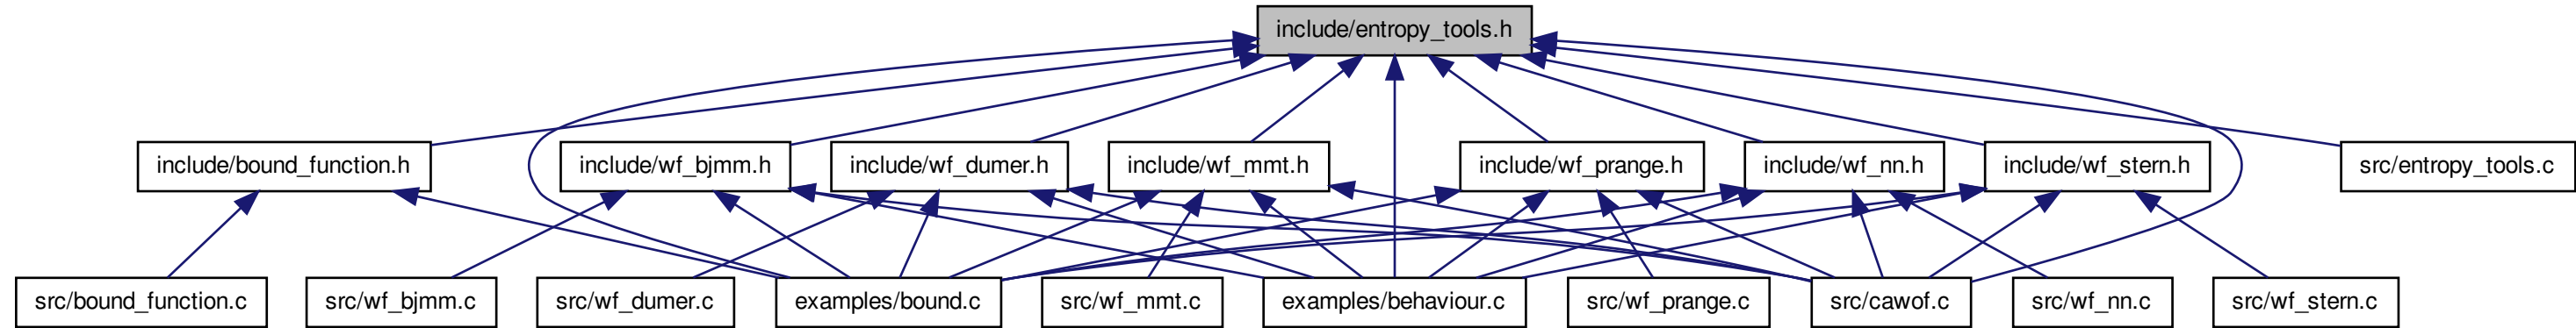 include/entropy_tools.h
include/bound_function.h
include/wf_bjmm.h
include/wf_dumer.h
include/wf_mmt.h
include/wf_prange.h
include/wf_nn.h
include/wf_stern.h
src/entropy_tools.c
src/bound_function.c
src/wf_bjmm.c
src/wf_dumer.c
examples/bound.c
src/wf_mmt.c
examples/behaviour.c
src/wf_prange.c
src/cawof.c
src/wf_nn.c
src/wf_stern.c